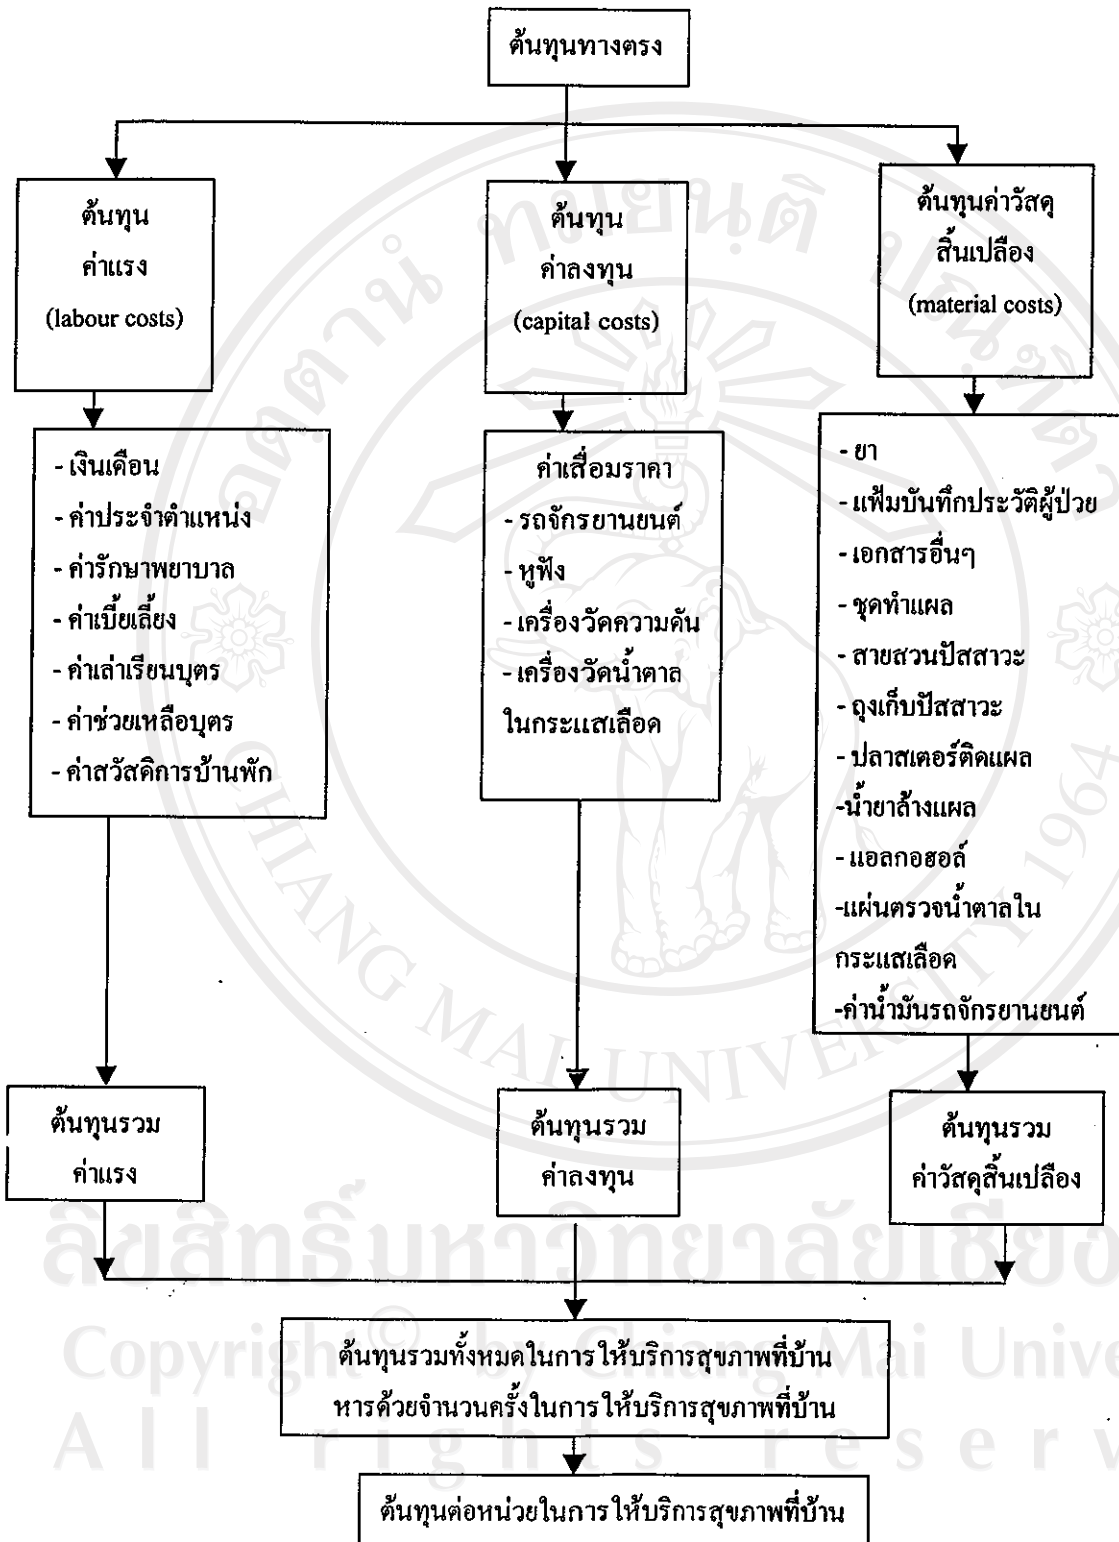 ต้นทุนทางตรง
ต้นทุน
ค่าแรง
(labour costs)
ต้นทุน
ค่าลงทุน
(capital costs)
ต้นทุนค่าวัสดุ
สิ้นเปลือง
(material costs)
- เงินเดือน
- ค่าประจำตำแหน่ง
- ค่ารักษาพยาบาล
- ค่าเบี้ยเลี้ยง
- ค่าเล่าเรียนบุตร
- ค่าช่วยเหลือบุตร
- ค่าสวัสดิการบ้านพัก
ค่าเสื่อมราคา
- รถจักรยานยนต์
- หูฟัง
- เครื่องวัดความดัน
- เครื่องวัดน้ำตาล
ในกระแสเลือด
- ยา
- แฟ้มบันทึกประวัติผู้ป่วย
- เอกสารอื่นๆ
- ชุดทำแผล
- สายสวนปัสสาวะ
- ถุงเก็บปัสสาวะ
- ปลาสเตอร์ติดแผล
-น้ำยาล้างแผล
- แอลกอฮอล์
-แผ่นตรวจน้ำตาลใน
กระแสเลือด
-ค่าน้ำมันรถจักรยานยนต์
ต้นทุนรวม
ค่าแรง
ต้นทุนรวม
ค่าลงทุน
ต้นทุนรวม
ค่าวัสดุสิ้นเปลือง
ต้นทุนรวมทั้งหมดในการให้บริการสุขภาพที่บ้าน
หารด้วยจำนวนครั้งในการให้บริการสุขภาพที่บ้าน
ต้นทุนต่อหน่วยในการให้บริการสุขภาพที่บ้าน
CHIANG MAI UNIVERSITY 1964
ลิขสิทธิ์มหาวิทยาลัยเชียง
Copyright © by Chiang Mai Unive
All rights reserv